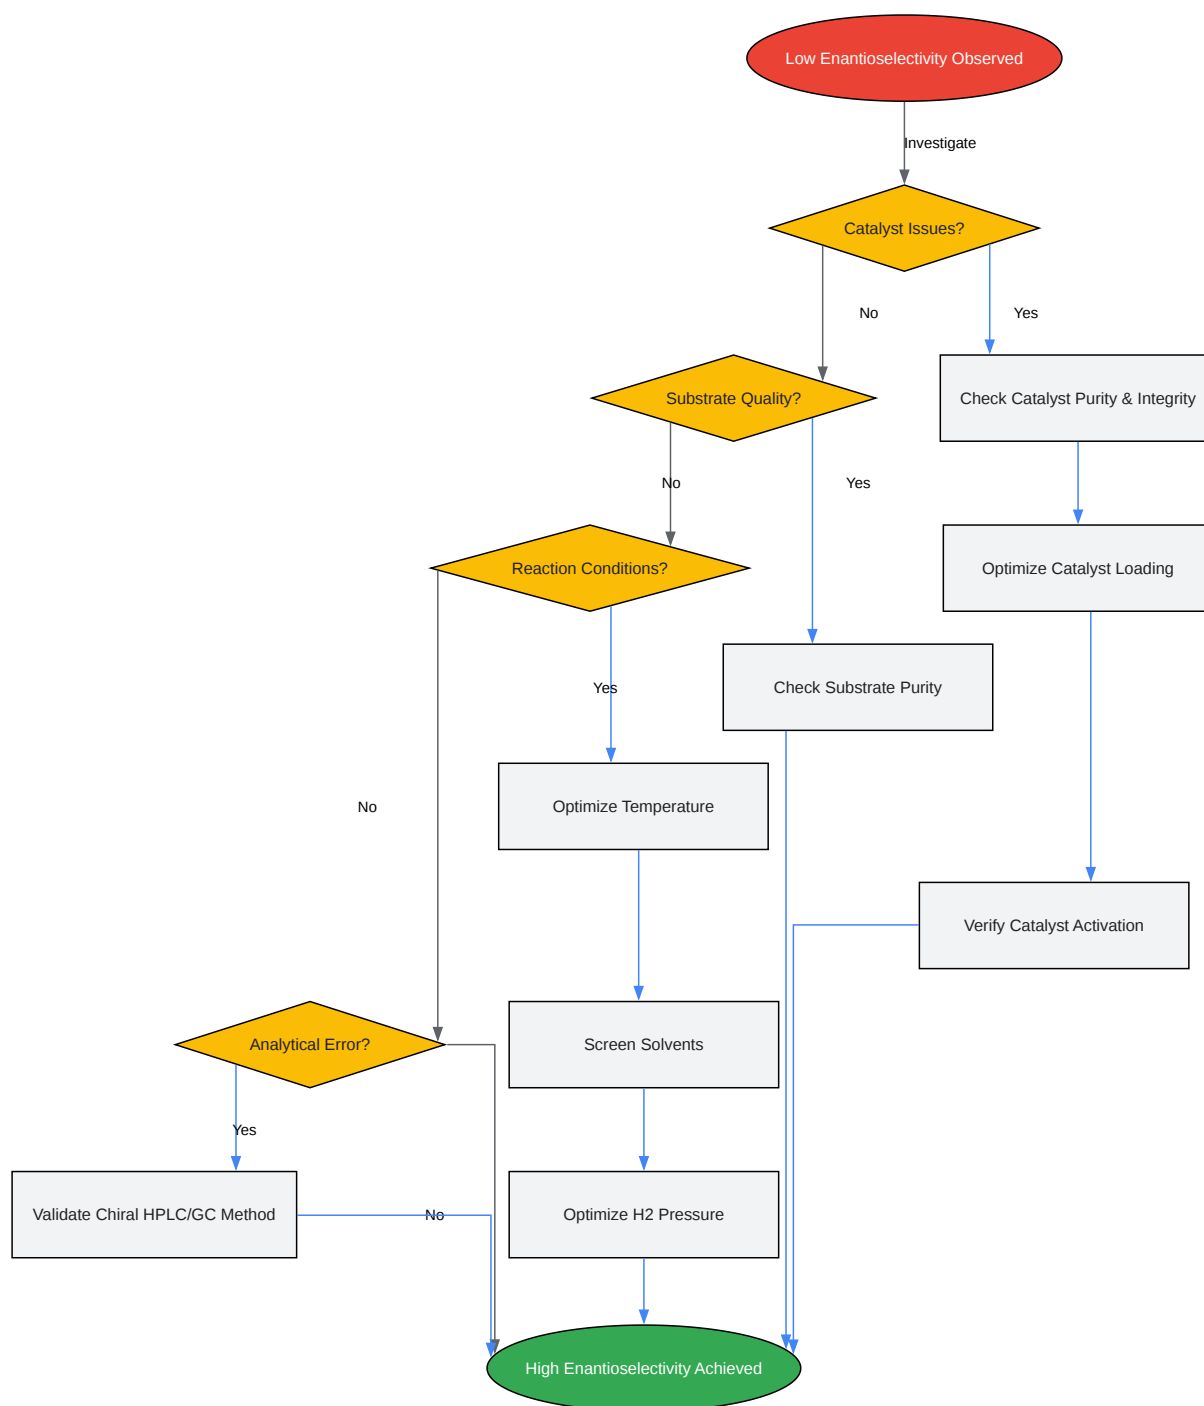 Low Enantioselectivity Observed
Investigate
Catalyst Issues?
No
Yes
Substrate Quality?
Check Catalyst Purity & Integrity
No
Yes
Reaction Conditions?
Optimize Catalyst Loading
Yes
Check Substrate Purity
No
Optimize Temperature
Verify Catalyst Activation
Analytical Error?
Screen Solvents
Yes
Validate Chiral HPLC/GC Method
No
Optimize H2 Pressure
High Enantioselectivity Achieved